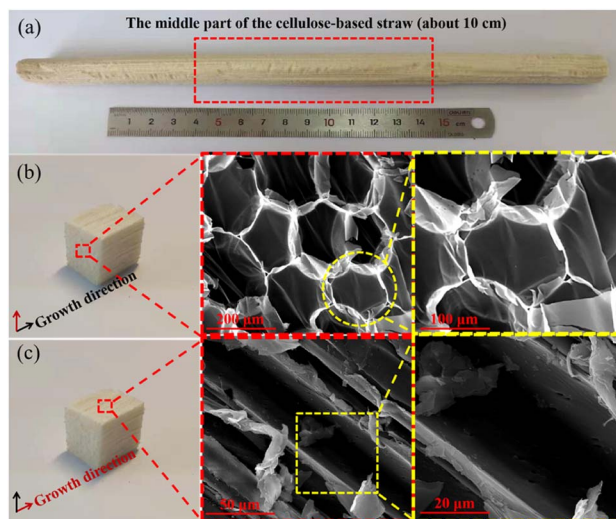 (a)
The middle part of the cellulose-based straw (about 10 cm)
1 2 3 4 5 6 7 8 9 10 11 12 13 14 15 cm
(b)
Growth direction
200 μm
100 μm
(c)
Growth direction
50 μm
20 μm